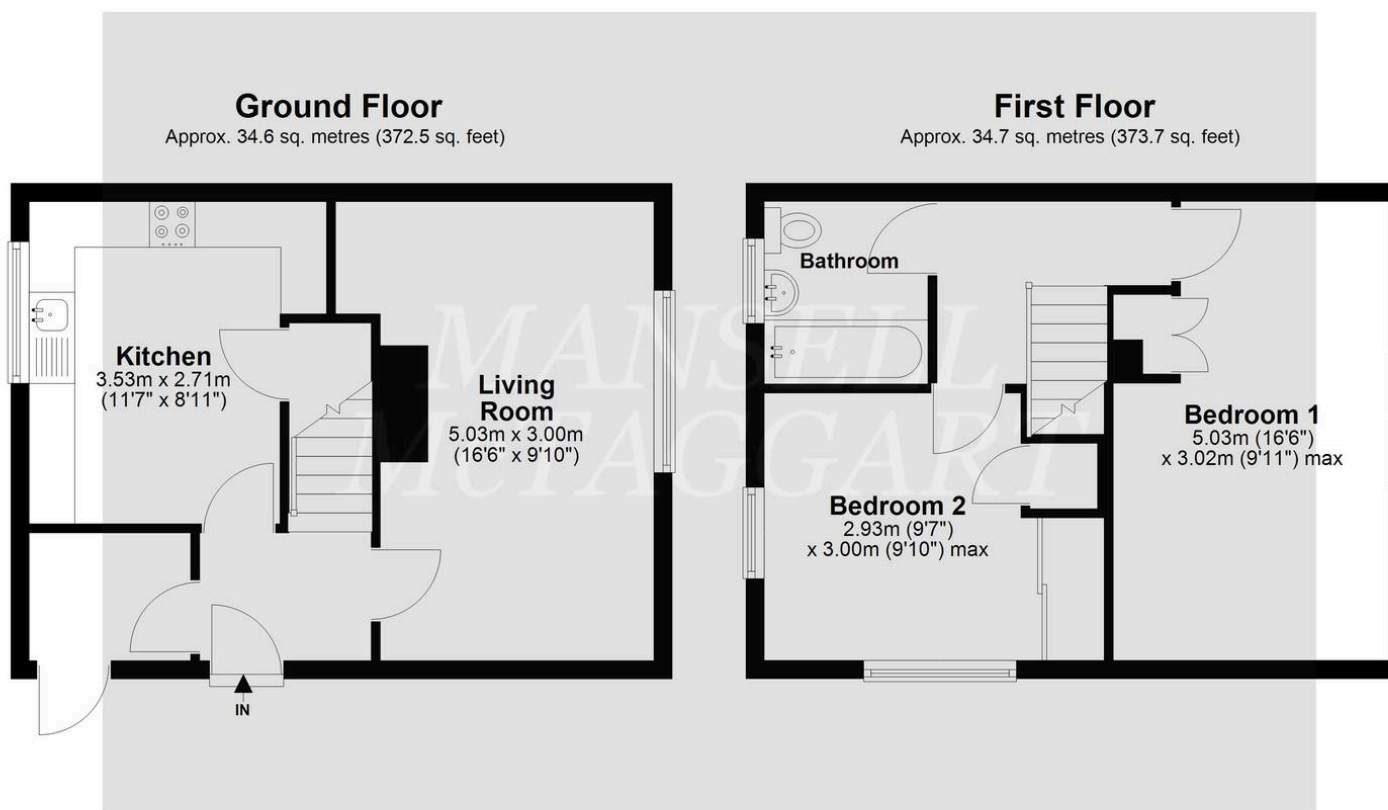 Ground Floor
Approx. 34.6 sq. metres (372.5 sq. feet)
First Floor
Approx. 34.7 sq. metres (373.7 sq. feet)
Kitchen
3.53m x 2.71m
(11'7" x 8'11")
Living
Room
5.03m x 3.00m
(16'6" x 9'10")
IN
Bathroom
Bedroom 1
5.03m (16'6")
x 3.02m (9'11") max
Bedroom 2
2.93m (9'7")
x 3.00m (9'10") max
MANSELL
McTAGGART